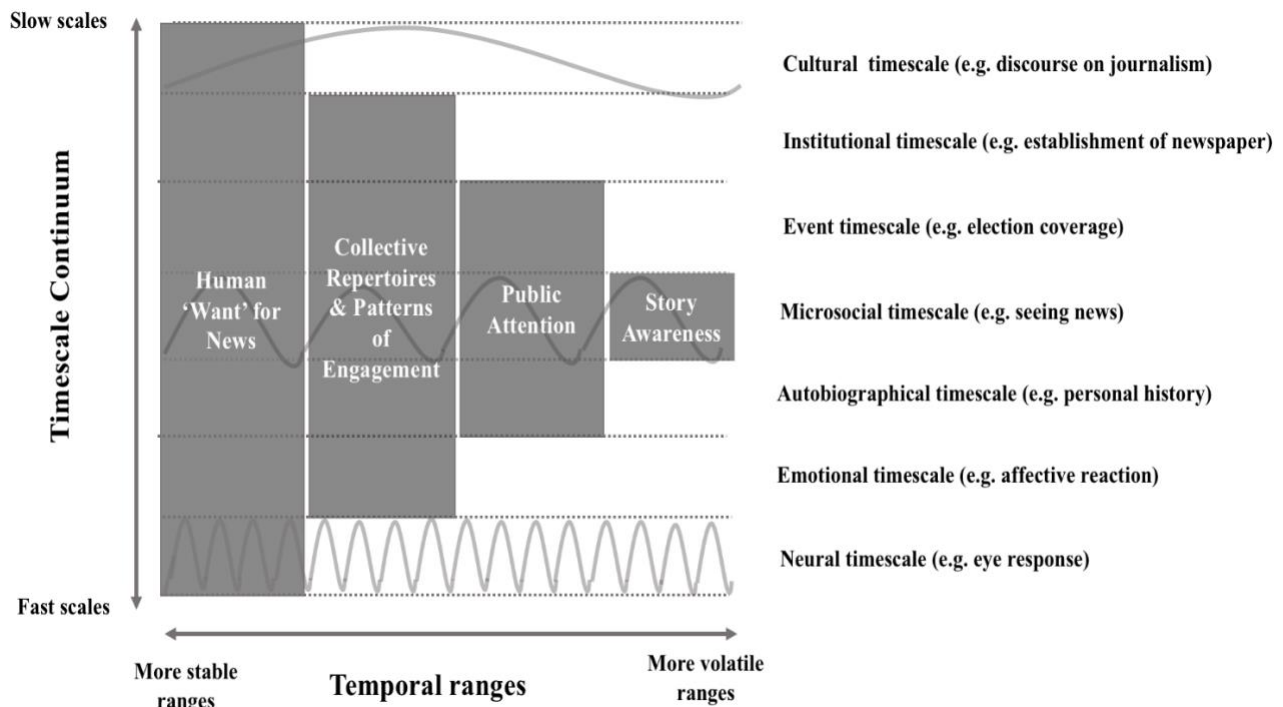 Slow scales
Cultural timescale (e.g. discourse on journalism)
Institutional timescale (e.g. establishment of newspaper)
Event timescale (e.g. election coverage)
Microsocial timescale (e.g. seeing news)
Autobiographical timescale (e.g. personal history)
Emotional timescale (e.g. affective reaction)
Neural timescale (e.g. eye response)
Timescale Continuum
Human
‘Want’ for
News
Collective
Repertoires
& Patterns
of
Engagement
Public
Attention
Story
Awareness
Fast scales
More stable
ranges
Temporal ranges
More volatile
ranges